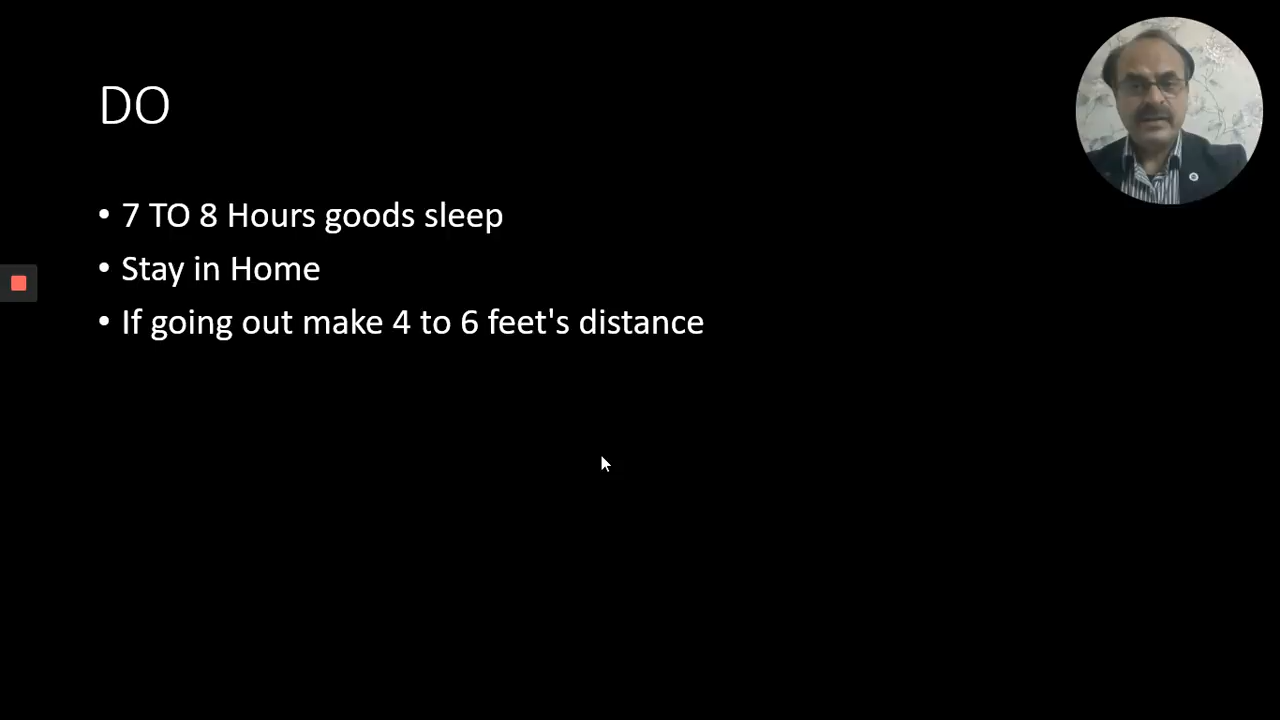 DO
• 7 TO 8 Hours goods sleep
• Stay in Home
• If going out make 4 to 6 feet's distance